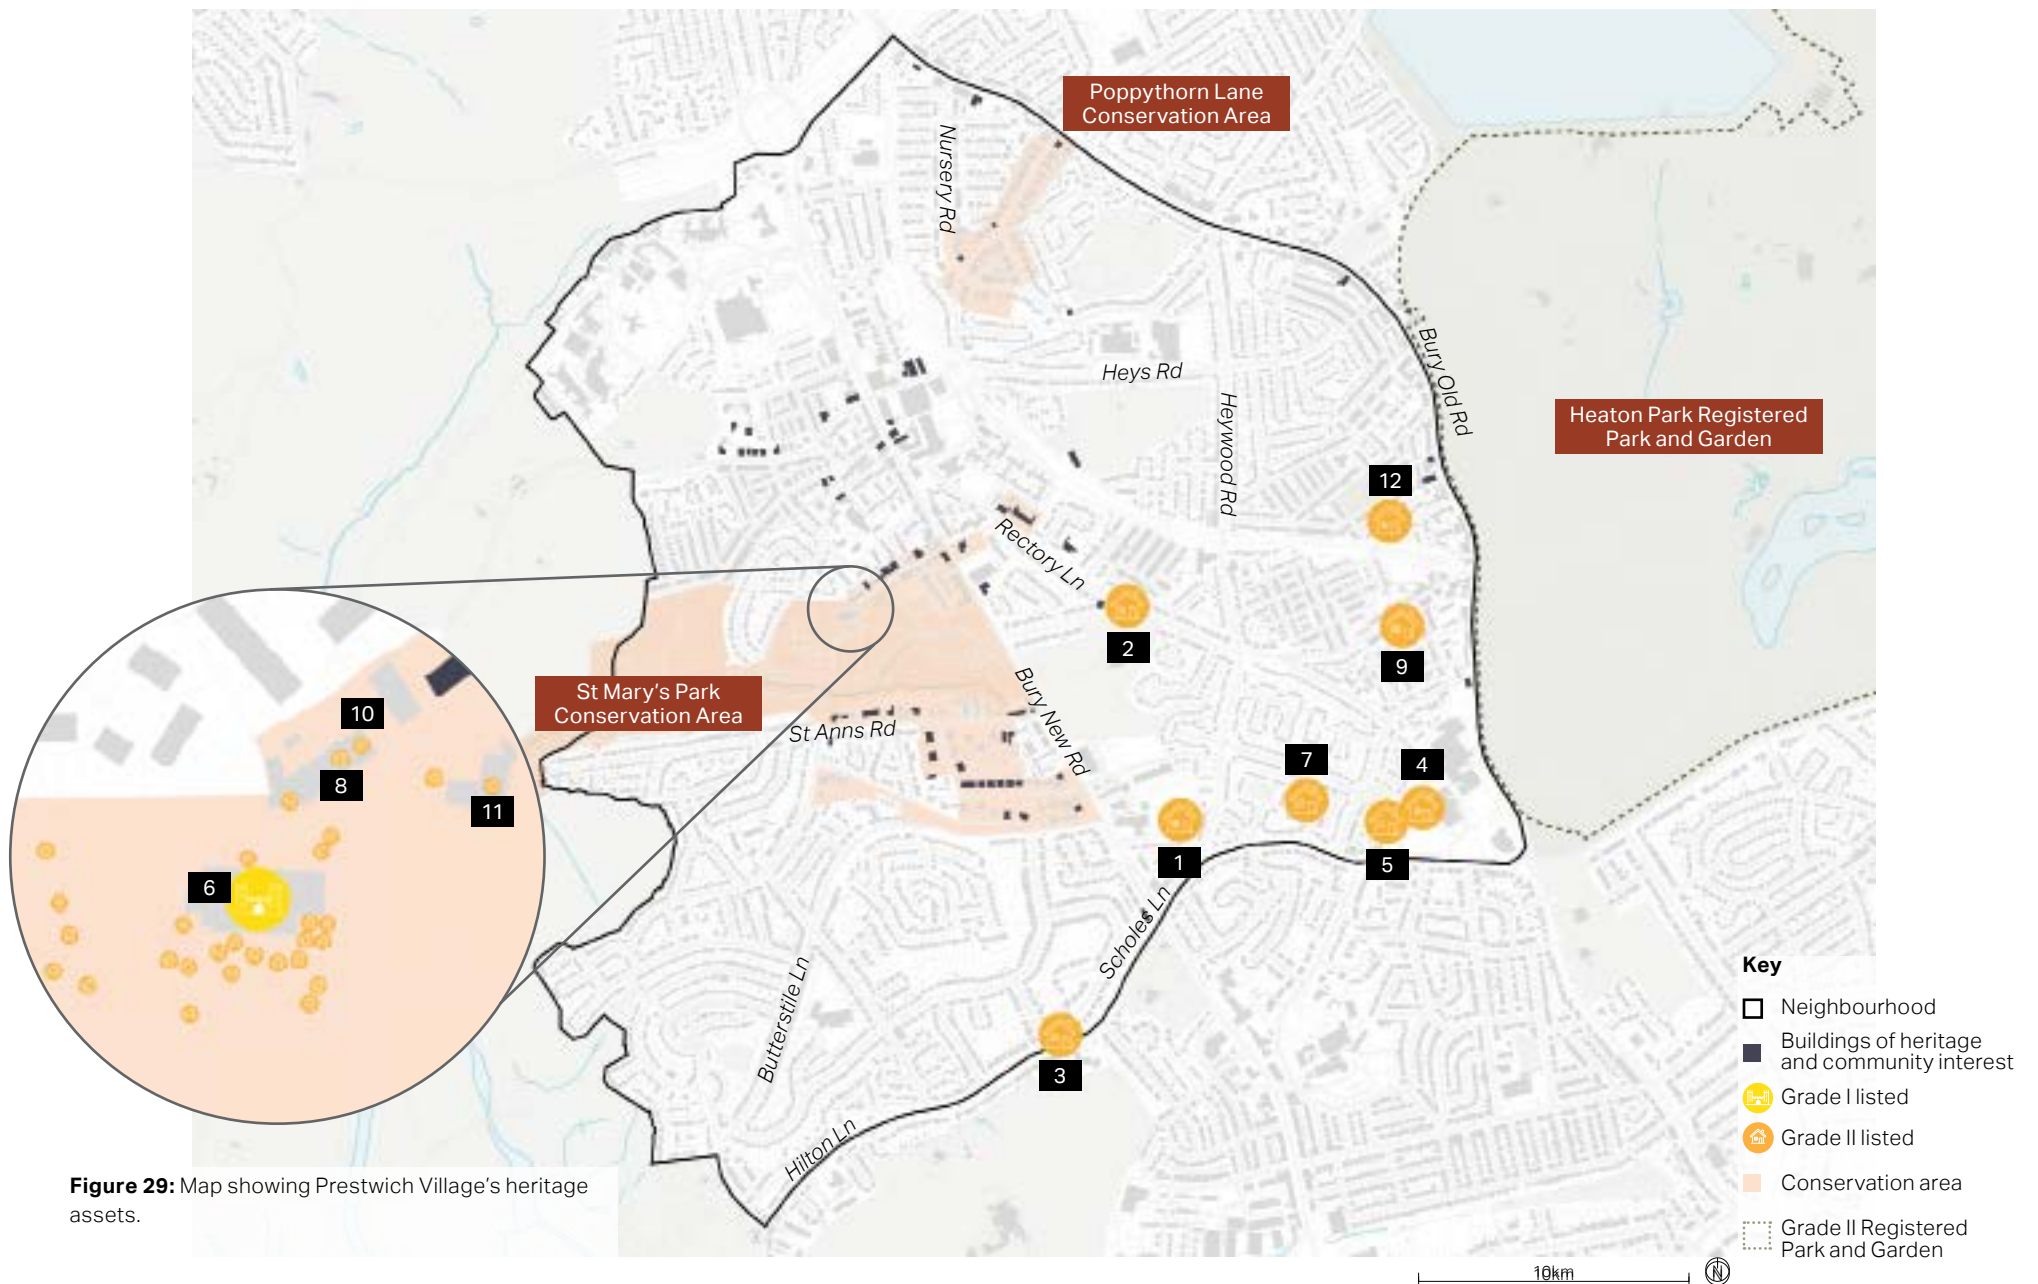 Poppythorn Lane
Conservation Area
Nursery Rd
Heys Rd
Heywood Rd
Bury Old Rd
Heaton Park Registered
Park and Garden
12
Rectory Ln
2
9
St Mary's Park
Conservation Area
St Anns Rd
Bury New Rd
10
8
11
6
7
4
1
5
Scholes Ln
Butterstile Ln
3
Hilton Ln
Key
Neighbourhood
Buildings of heritage
and community interest
Grade I listed
Grade II listed
Conservation area
Grade II Registered
Park and Garden
Figure 29: Map showing Prestwich Village's heritage
assets.
10km
10km
N